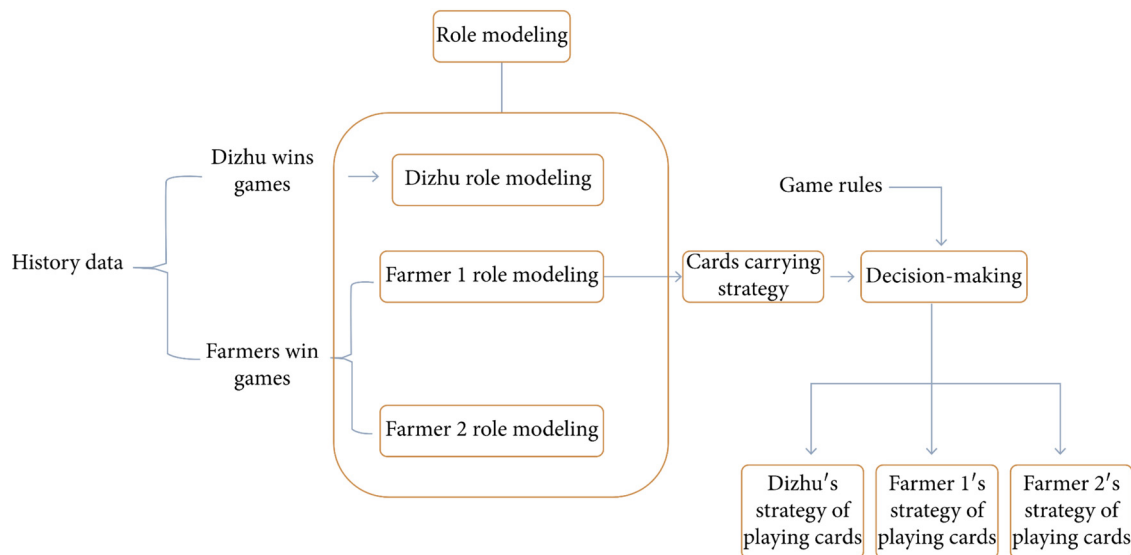 Role modeling
Dizhu wins
games
Dizhu role modeling
Game rules
History data
Farmer 1 role modeling
Cards carrying
strategy
Decision-making
Farmers win
games
Farmer 2 role modeling
Dizhu's
strategy of
playing cards
Farmer 1's
strategy of
playing cards
Farmer 2's
strategy of
playing cards